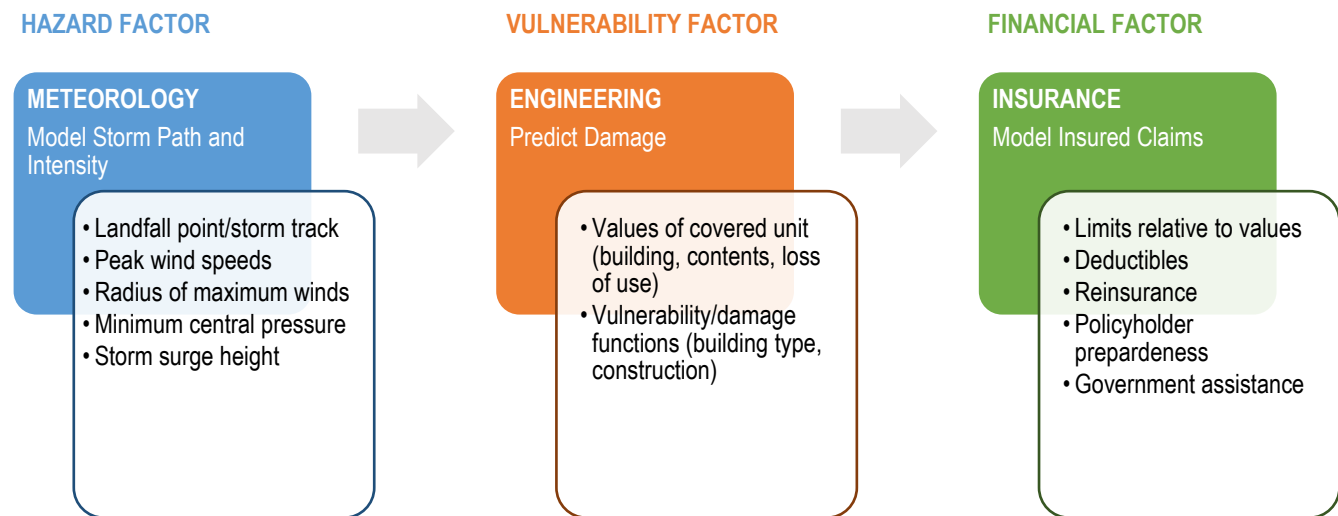 HAZARD FACTOR
METEOROLOGY
Model Storm Path and
Intensity
• Landfall point/storm track
• Peak wind speeds
• Radius of maximum winds
• Minimum central pressure
• Storm surge height
VULNERABILITY FACTOR
ENGINEERING
Predict Damage
• Values of covered unit
(building, contents, loss
of use)
• Vulnerability/damage
functions (building type,
construction)
FINANCIAL FACTOR
INSURANCE
Model Insured Claims
• Limits relative to values
• Deductibles
• Reinsurance
• Policyholder
prepardeness
• Government assistance